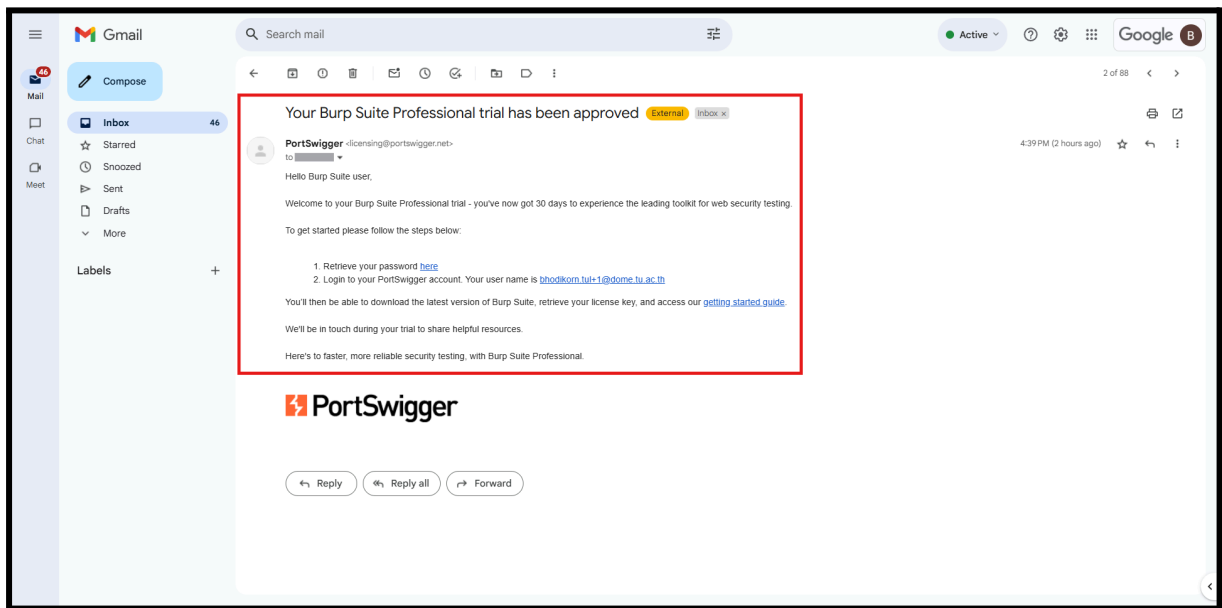 Gmail
Search mail
Active
Google B
46
Mail
Compose
2 of 88
Inbox 46
Chat
Starred
Snoozed
Meet
Sent
Drafts
More
Labels
Your Burp Suite Professional trial has been approved External Inbox x
PortSwigger <licensing@portswigger.net>
4:39 PM (2 hours ago)
to
Hello Burp Suite user,
Welcome to your Burp Suite Professional trial - you've now got 30 days to experience the leading toolkit for web security testing.
To get started please follow the steps below:
1. Retrieve your password here
2. Login to your PortSwigger account. Your user name is bhodikorn.tul+1@dome.tu.ac.th
You'll then be able to download the latest version of Burp Suite, retrieve your license key, and access our getting started guide.
We'll be in touch during your trial to share helpful resources.
Here's to faster, more reliable security testing, with Burp Suite Professional.
PortSwigger
Reply Reply all Forward